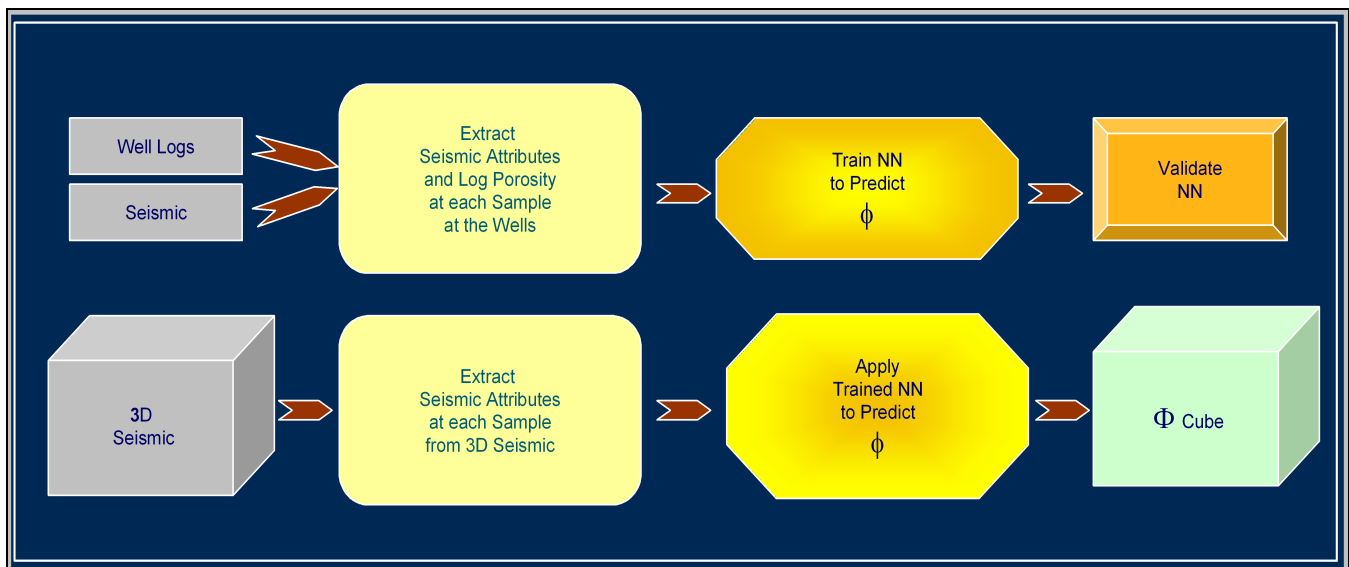 Well Logs
Seismic
Extract
Seismic Attributes
and Log Porosity
at each Sample
at the Wells
Train NN
to Predict
ϕ
Validate
NN
3D
Seismic
Extract
Seismic Attributes
at each Sample
from 3D Seismic
Apply
Trained NN
to Predict
ϕ
Φ Cube